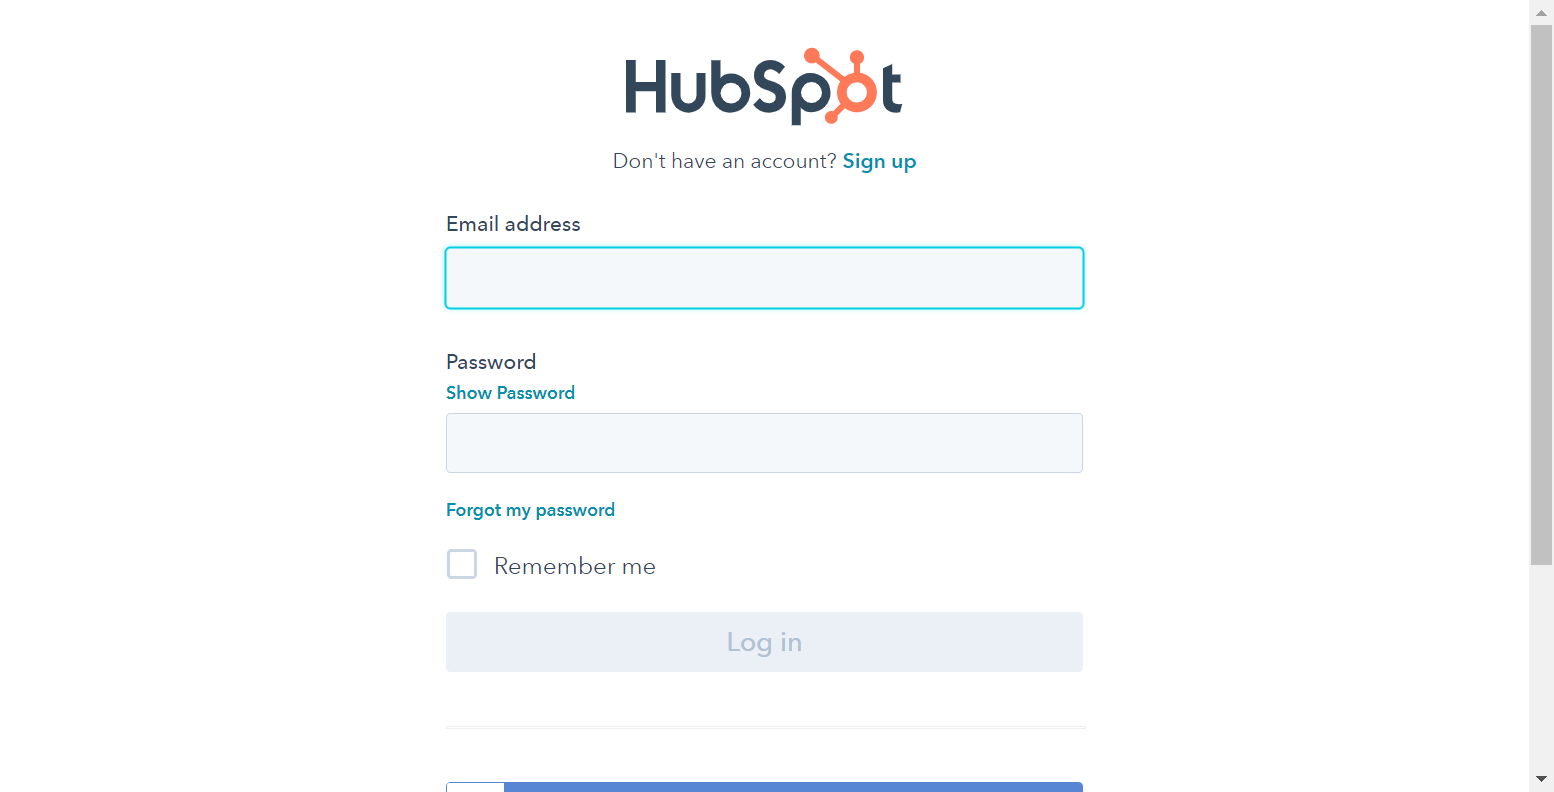 HubSpot
Don't have an account? Sign up
Email address
Password
Show Password
Forgot my password
Remember me
Log in